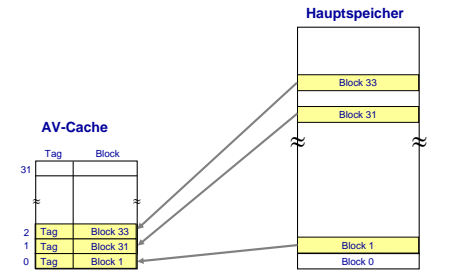 Hauptspeicher
Block 33
Block 31
AV-Cache
Tag Block
31
2 Tag Block 33
1 Tag Block 31
0 Tag Block 1
Block 1
Block 0